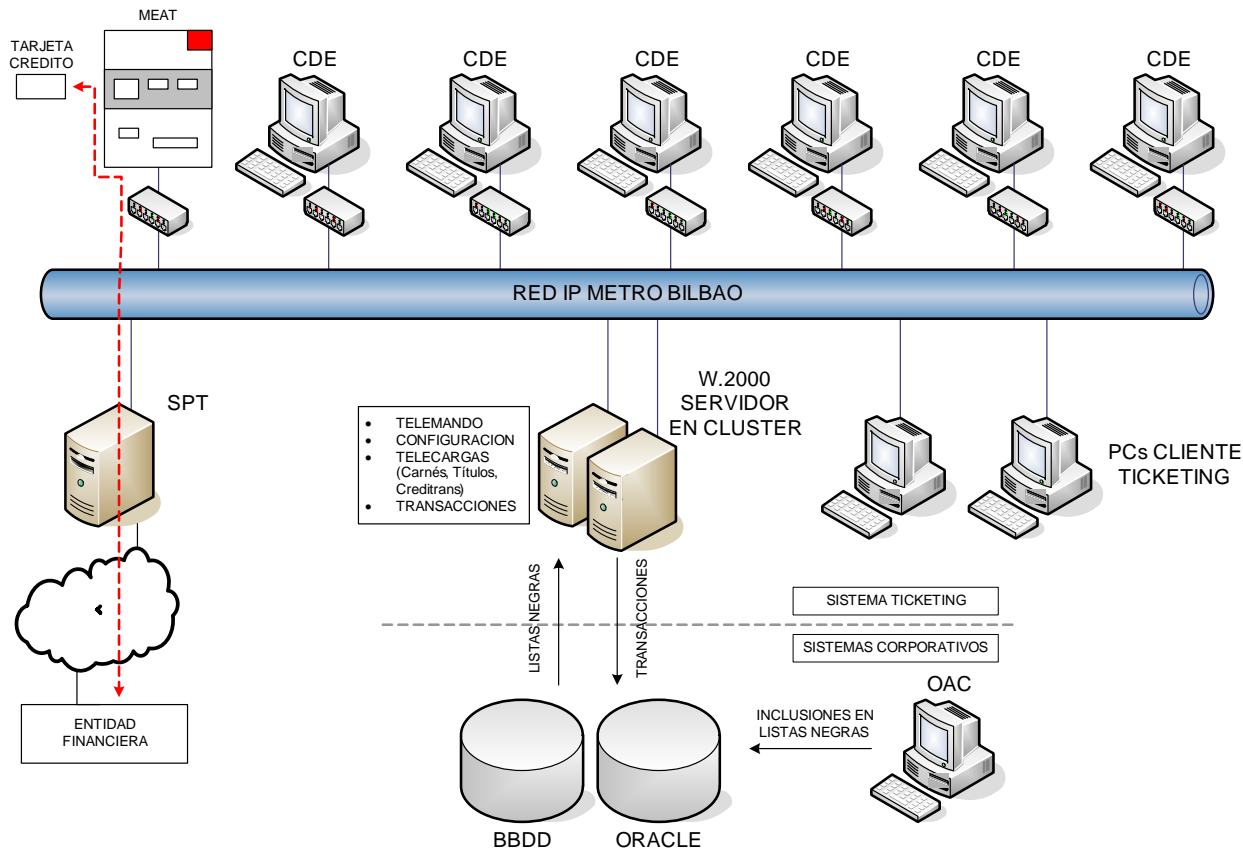 MEAT
TARJETA
CREDITO
CDE
CDE
CDE
CDE
CDE
CDE
RED IP METRO BILBAO
SPT
• TELEMANDO
• CONFIGURACION
• TELECARGAS
(Carnés, Títulos,
Creditrans)
• TRANSACCIONES
W.2000
SERVIDOR
EN CLUSTER
PCs CLIENTE
TICKETING
LISTAS NEGRAS
TRANSACCIONES
SISTEMA TICKETING
SISTEMAS CORPORATIVOS
OAC
INCLUSIONES EN
LISTAS NEGRAS
ENTIDAD
FINANCIERA
BBDD
ORACLE